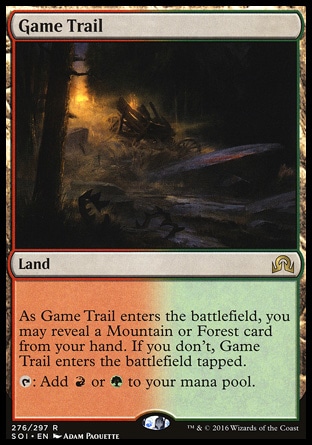 Game Trail
Land
As Game Trail enters the battlefield, you
may reveal a Mountain or Forest card
from your hand. If you don't, Game
Trail enters the battlefield tapped.
: Add or to your mana pool.
276/297 R
SOI • EN Adam Paquette
™ & © 2016 Wizards of the Coast